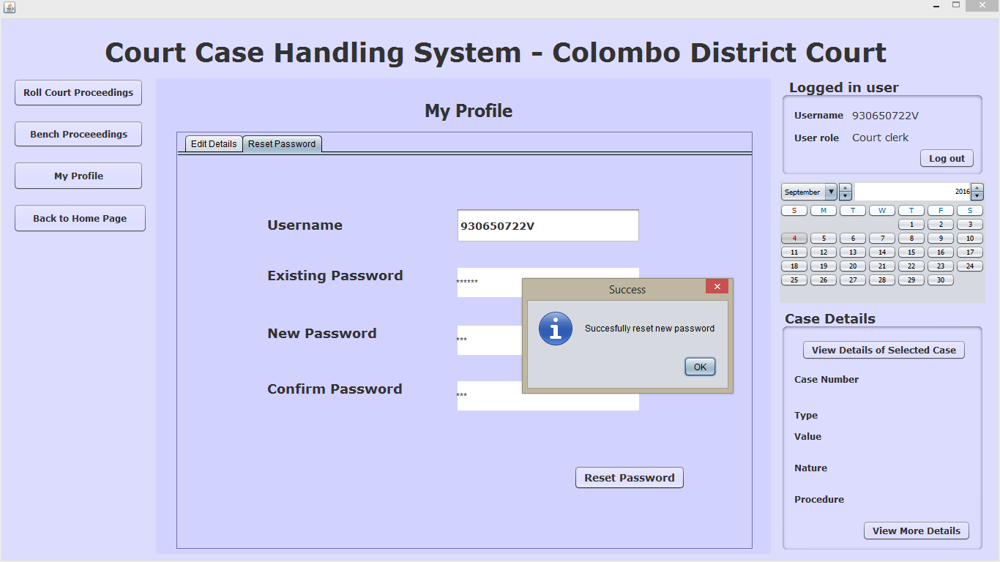 Court Case Handling System - Colombo District Court
Roll Court Proceedings
Bench Proceeedings
My Profile
Back to Home Page
My Profile
Edit Details Reset Password
Username 930650722V
Existing Password ******
New Password ***
Confirm Password ***
Reset Password
Success
Succesfully reset new password
OK
Logged in user
Username 930650722V
User role Court clerk
Log out
September 2016
S M T W T F S
1 2 3
4 5 6 7 8 9 10
11 12 13 14 15 16 17
18 19 20 21 22 23 24
25 26 27 28 29 30
Case Details
View Details of Selected Case
Case Number
Type
Value
Nature
Procedure
View More Details